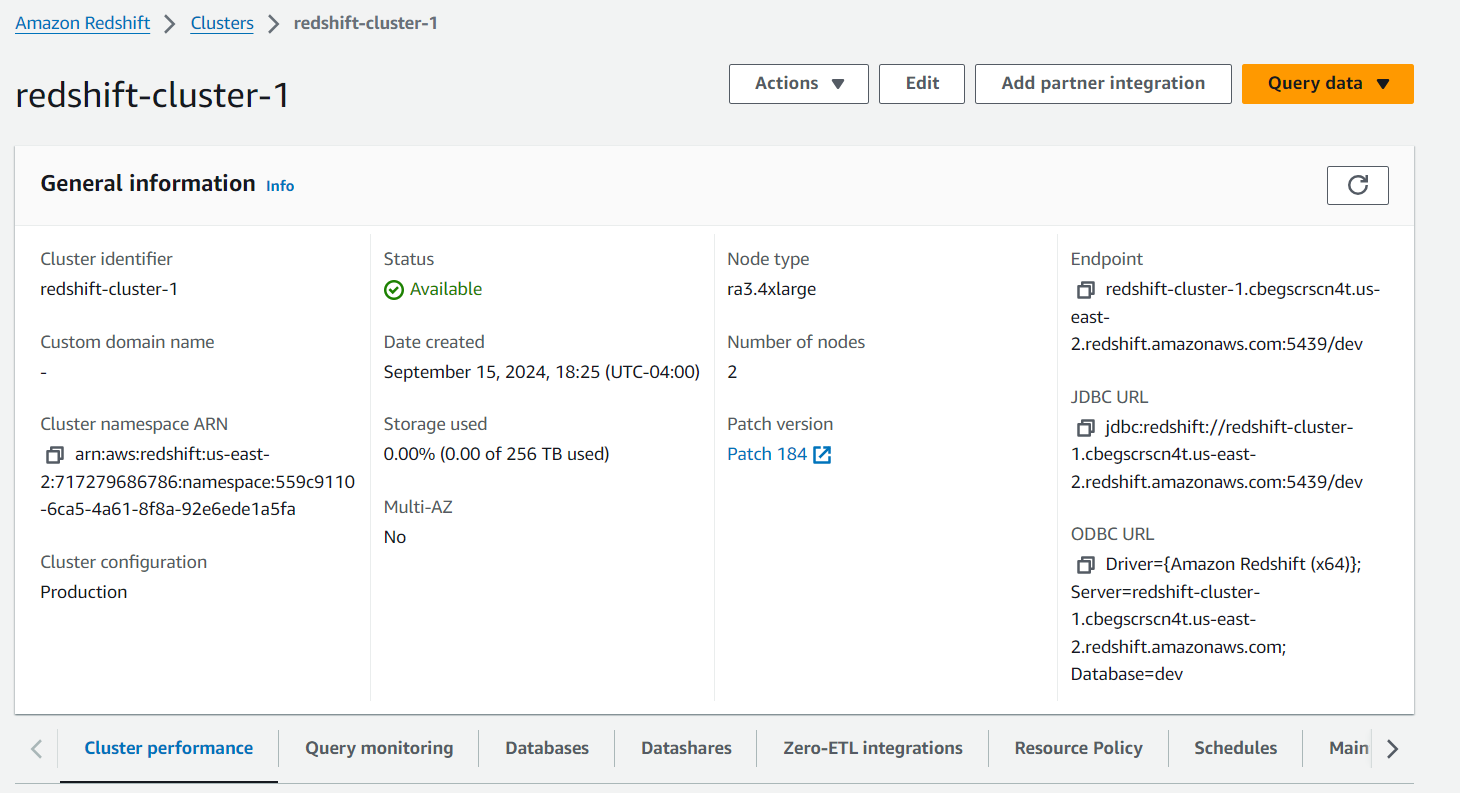 Amazon Redshift > Clusters > redshift-cluster-1
redshift-cluster-1
Actions
Edit
Add partner integration
Query data
General information Info
Cluster identifier
redshift-cluster-1
Custom domain name
-
Cluster namespace ARN
arn:aws:redshift:us-east-
2:717279686786:namespace:559c9110
-6ca5-4a61-8f8a-92e6ede1a5fa
Cluster configuration
Production
Status
Available
Date created
September 15, 2024, 18:25 (UTC-04:00)
Storage used
0.00% (0.00 of 256 TB used)
Multi-AZ
No
Node type
ra3.4xlarge
Number of nodes
2
Patch version
Patch 184
Endpoint
redshift-cluster-1.cbegscrscn4t.us-
east-
2.redshift.amazonaws.com:5439/dev
JDBC URL
jdbc:redshift://redshift-cluster-
1.cbegscrscn4t.us-east-
2.redshift.amazonaws.com:5439/dev
ODBC URL
Driver={Amazon Redshift (x64)};
Server=redshift-cluster-
1.cbegscrscn4t.us-east-
2.redshift.amazonaws.com;
Database=dev
Cluster performance
Query monitoring
Databases
Datashares
Zero-ETL integrations
Resource Policy
Schedules
Main